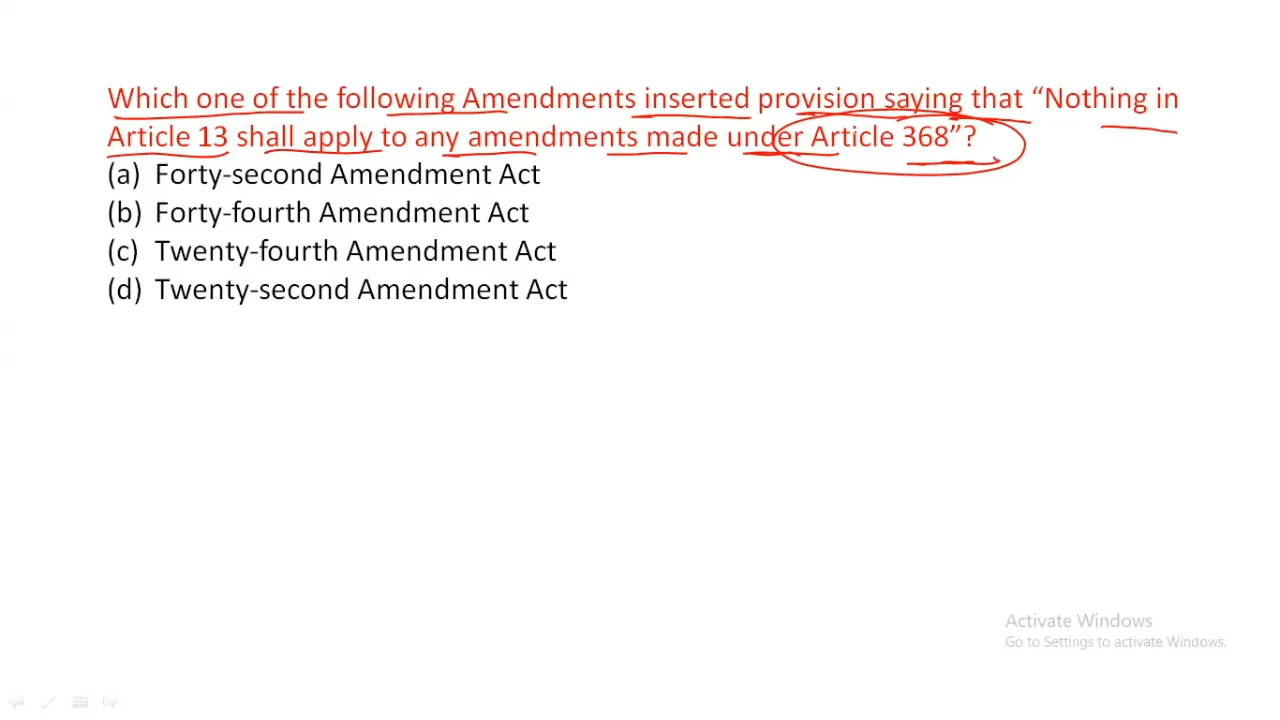 Which one of the following Amendments inserted provision saying that “Nothing in
Article 13 shall apply to any amendments made under Article 368”?
(a) Forty-second Amendment Act
(b) Forty-fourth Amendment Act
(c) Twenty-fourth Amendment Act
(d) Twenty-second Amendment Act
Activate Windows
Go to Settings to activate Windows.